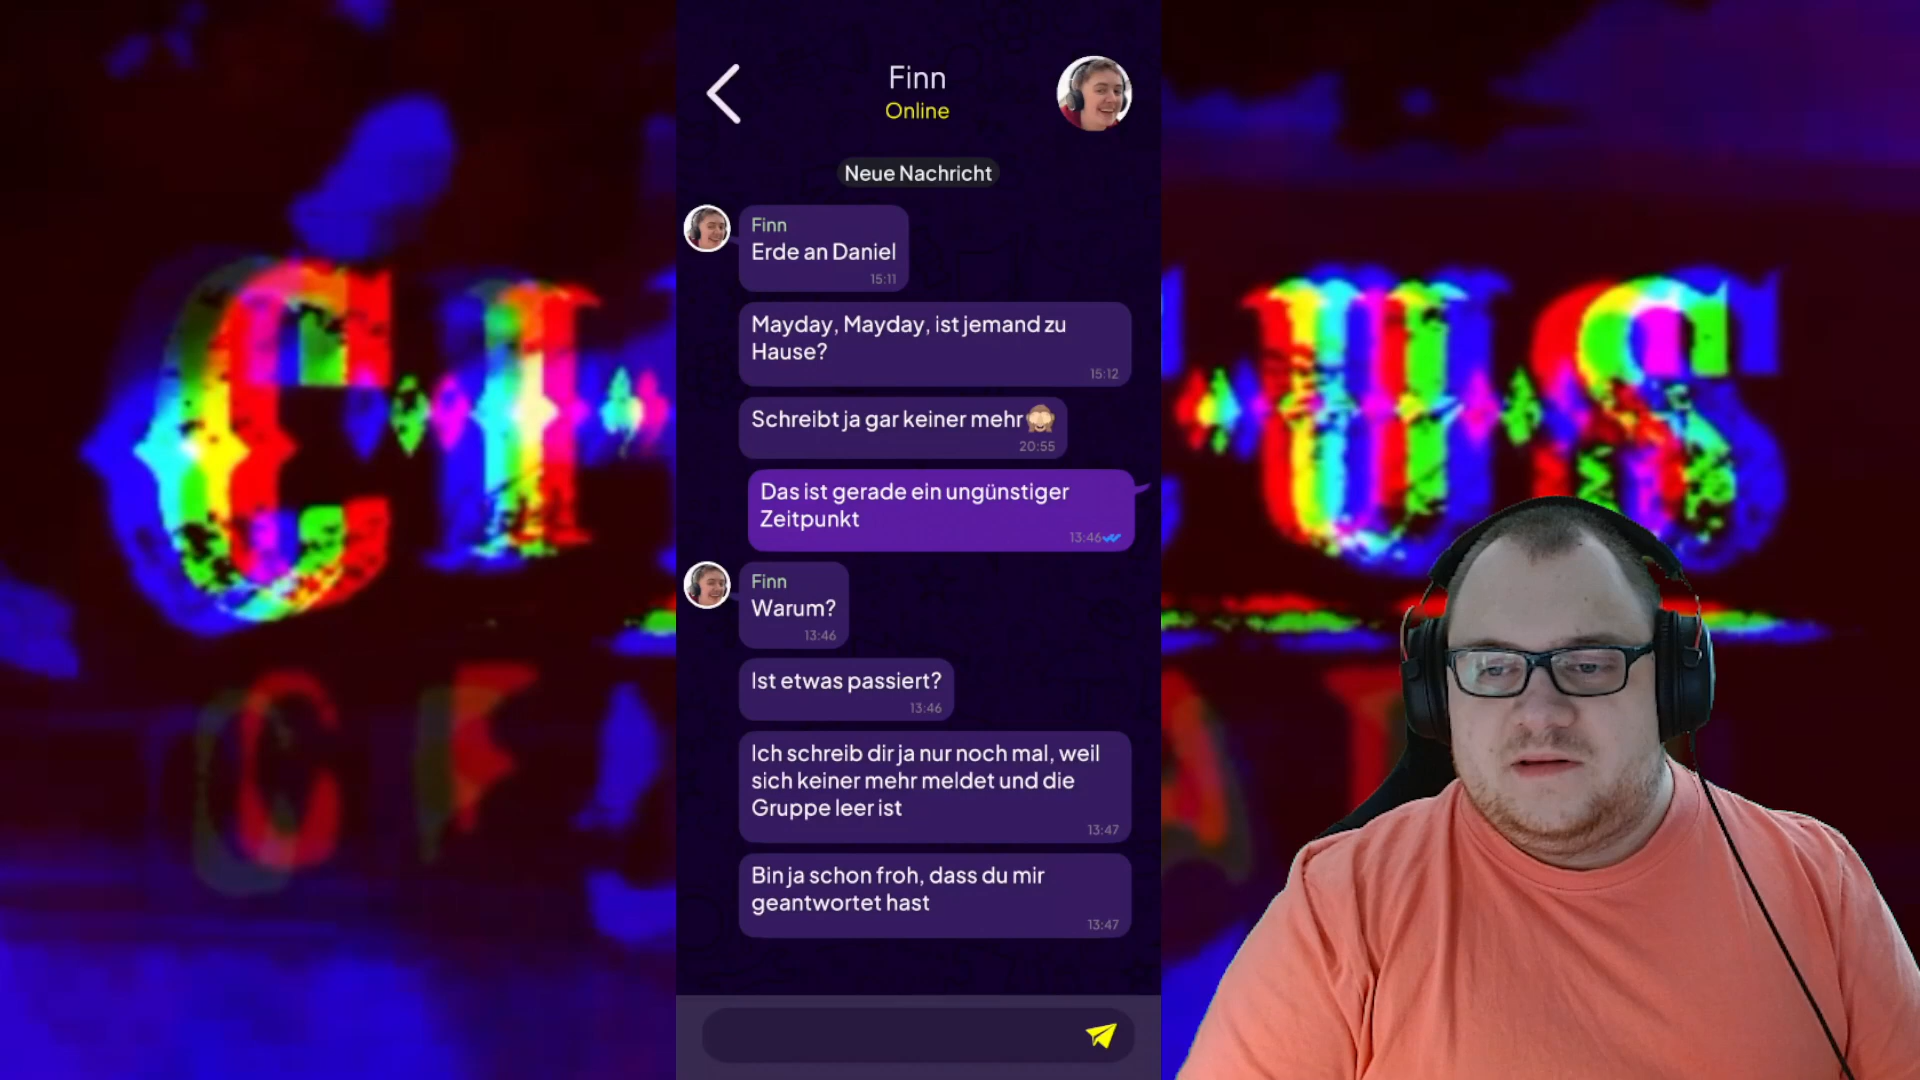 Finn
Online
Neue Nachricht
Finn
Erde an Daniel
15:11
Mayday, Mayday, ist jemand zu
Hause?
15:12
Schreibt ja gar keiner mehr🙈
20:55
Das ist gerade ein ungünstiger
Zeitpunkt
13:46
Finn
Warum?
13:46
Ist etwas passiert?
13:46
Ich schreib dir ja nur noch mal, weil
sich keiner mehr meldet und die
Gruppe leer ist
13:47
Bin ja schon froh, dass du mir
geantwortet hast
13:47